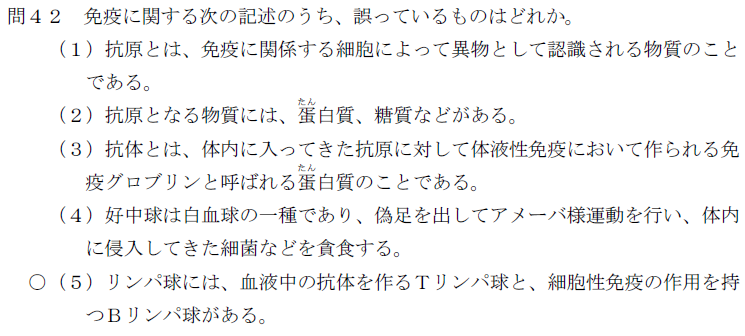 問４２　免疫に関する次の記述のうち、誤っているものはどれか。
（１）抗原とは、免疫に関係する細胞によって異物として認識される物質のこと
である。
（２）抗原となる物質には、蛋白質、糖質などがある。
（３）抗体とは、体内に入ってきた抗原に対して体液性免疫において作られる免
疫グロブリンと呼ばれる蛋白質のことである。
（４）好中球は白血球の一種であり、偽足を出してアメーバ様運動を行い、体内
に侵入してきた細菌などを貪食する。
○（５）リンパ球には、血液中の抗体を作るＴリンパ球と、細胞性免疫の作用を持
つＢリンパ球がある。